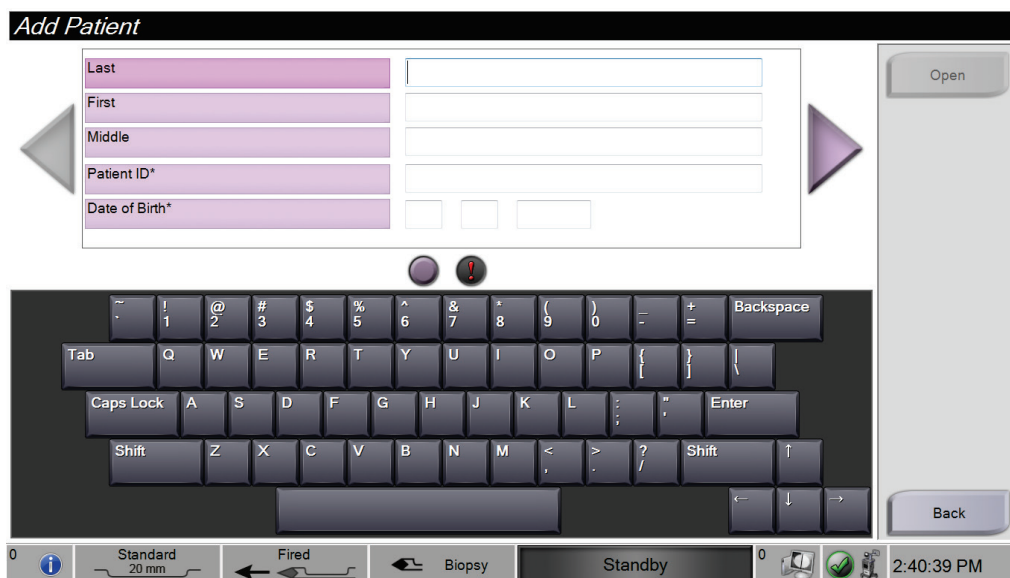 Add Patient
Last
Open
First
Middle
Patient ID*
Date of Birth*
~ ! @ # $ % ^ & * ( ) _ + Backspace
` 1 2 3 4 5 6 7 8 9 0 - =
Tab Q W E R T Y U I O P { } |
[ ] \
Caps Lock A S D F G H J K L : " Enter
; '
Shift Z X C V B N M < > ? Shift ↑
, . /
← ↓ →
Back
0 Standard Fired Biopsy Standby 0 2:40:39 PM
20 mm